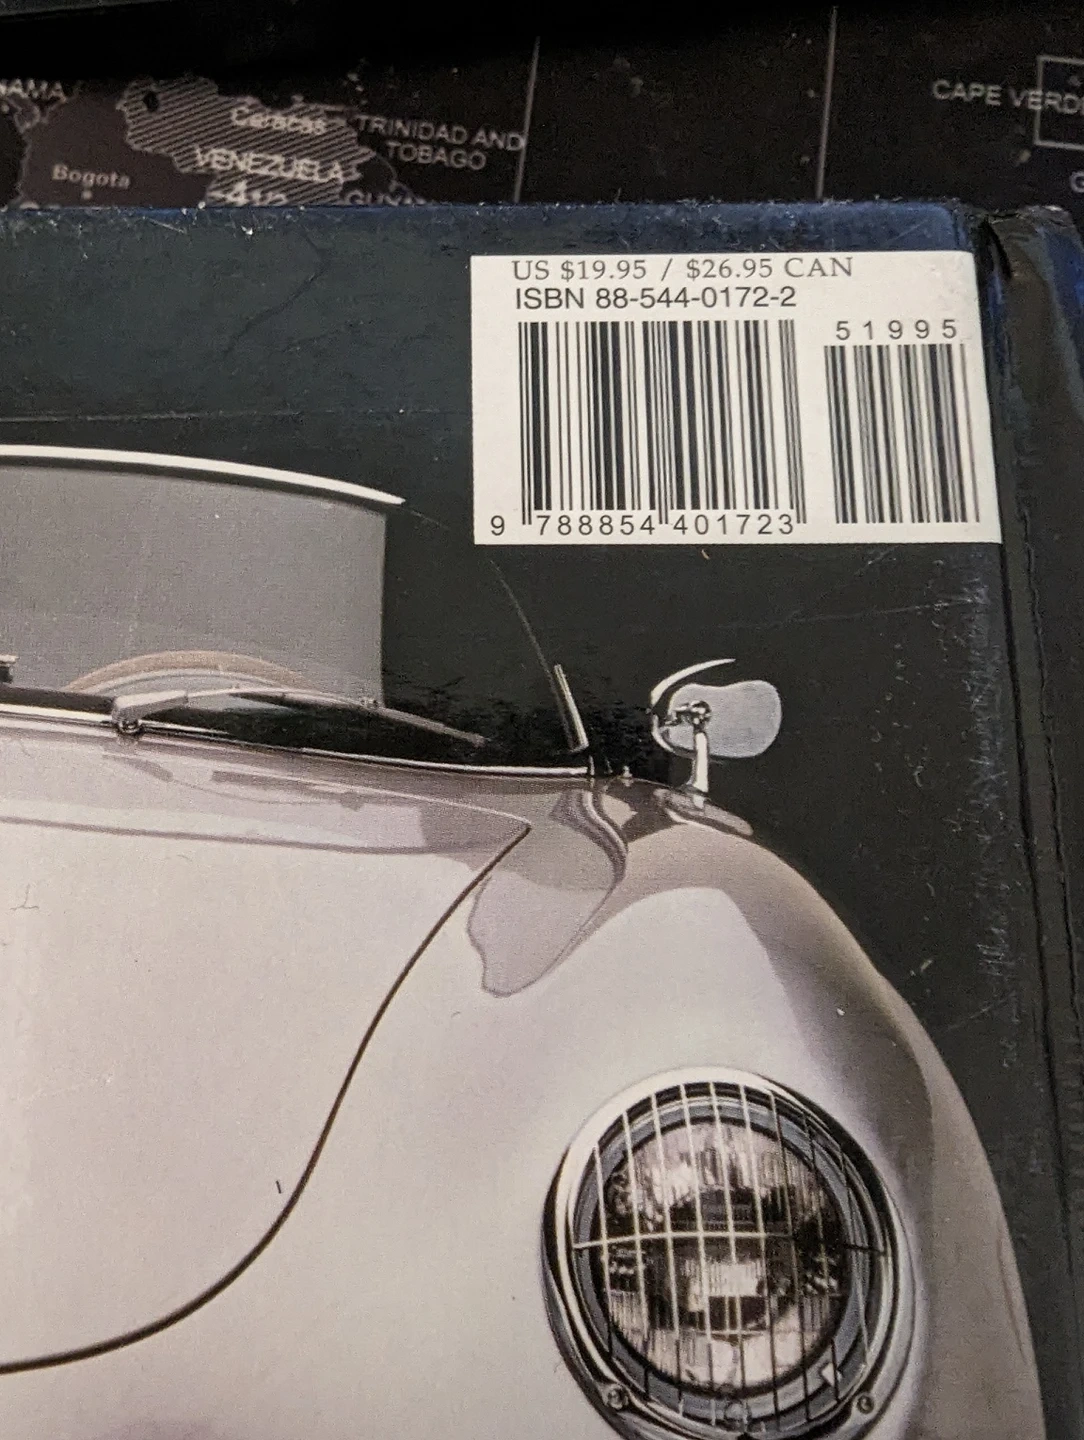 Caracas
TRINIDAD AND
TOBAGO
VENEZUELA
Bogota
CAPE VERD
US $19.95 / $26.95 CAN
ISBN 88-544-0172-2
51995
9 788854 401723